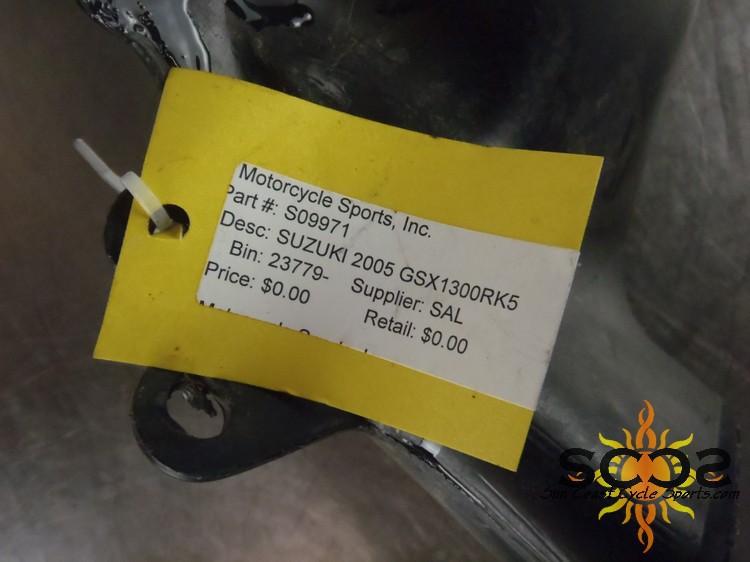 Motorcycle Sports, Inc.
Part #: S09971
Desc: SUZUKI 2005 GSX1300RK5
Bin: 23779- Supplier: SAL
Price: $0.00 Retail: $0.00
SCCS
Sun Coast Cycle Sports.com